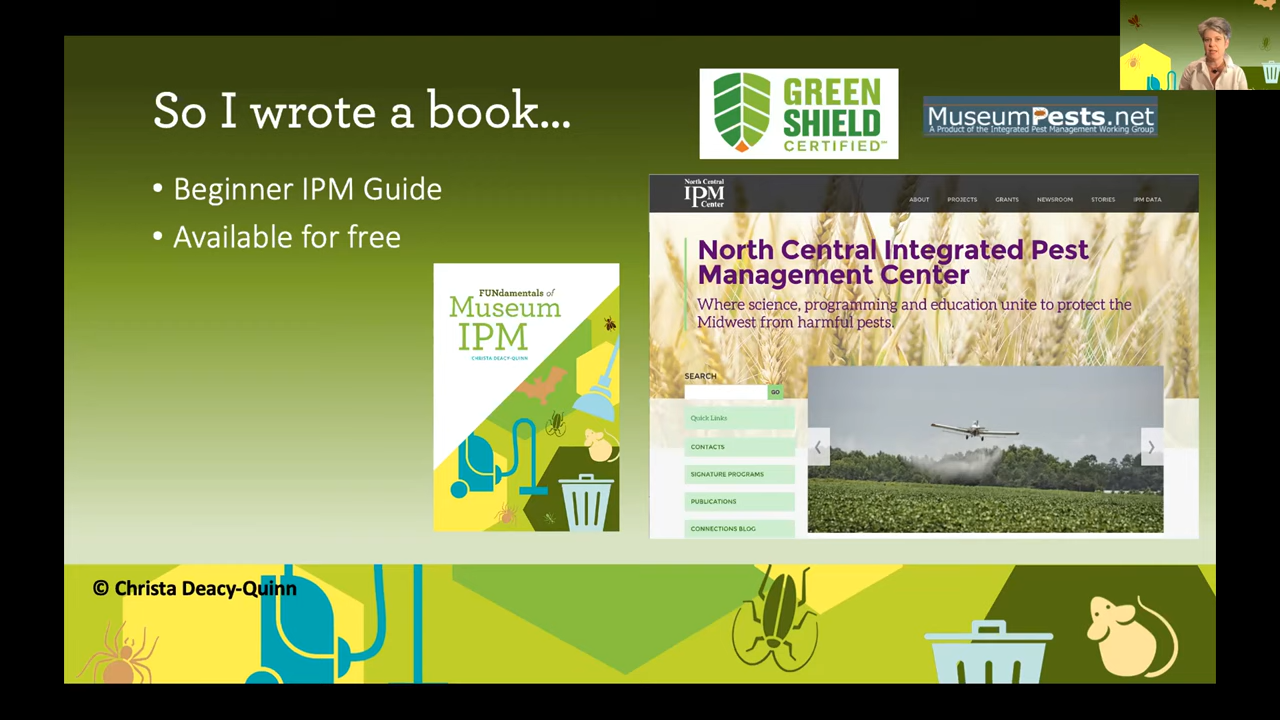 So I wrote a book...
• Beginner IPM Guide
• Available for free
GREEN
SHIELD
CERTIFIED℠
MuseumPests.net
A Product of the Integrated Pest Management Working Group
FUNdamentals of
Museum
IPM
CHRISTA DEACY-QUINN
North Central
IPM
Center
ABOUT PROJECTS GRANTS NEWSROOM STORIES IPM DATA
North Central Integrated Pest
Management Center
Where science, programming and education unite to protect the
Midwest from harmful pests.
SEARCH
GO
Quick Links
CONTACTS
SIGNATURE PROGRAMS
PUBLICATIONS
CONNECTIONS BLOG
© Christa Deacy-Quinn